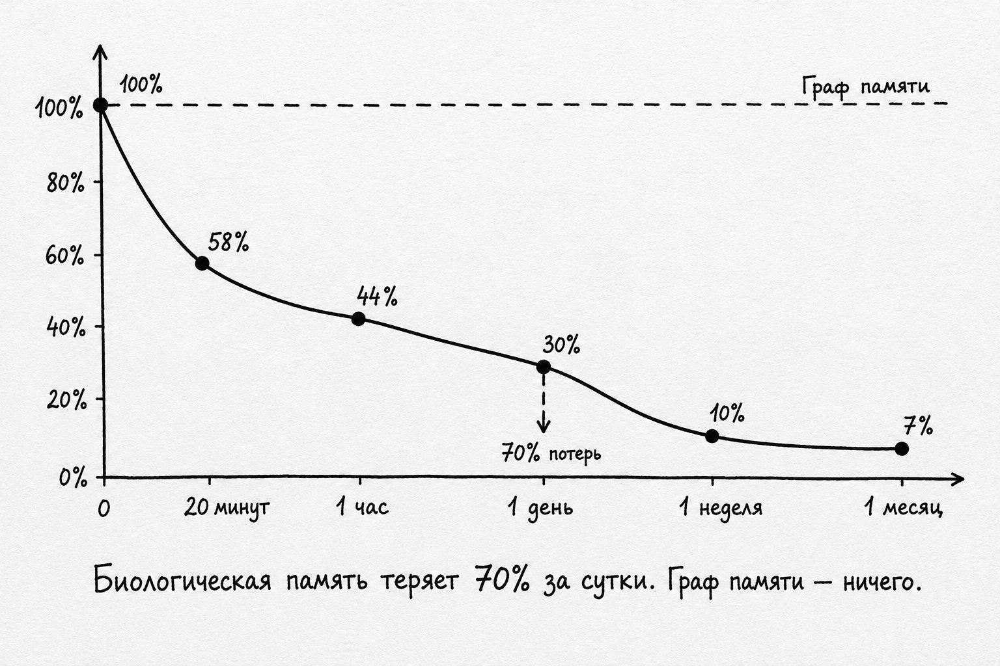 100%
Граф памяти
100%
80%
58%
60%
44%
40%
30%
20%
10%
7%
70% потерь
0%
0
20 минут
1 час
1 день
1 неделя
1 месяц
Биологическая память теряет 70% за сутки. Граф памяти — ничего.